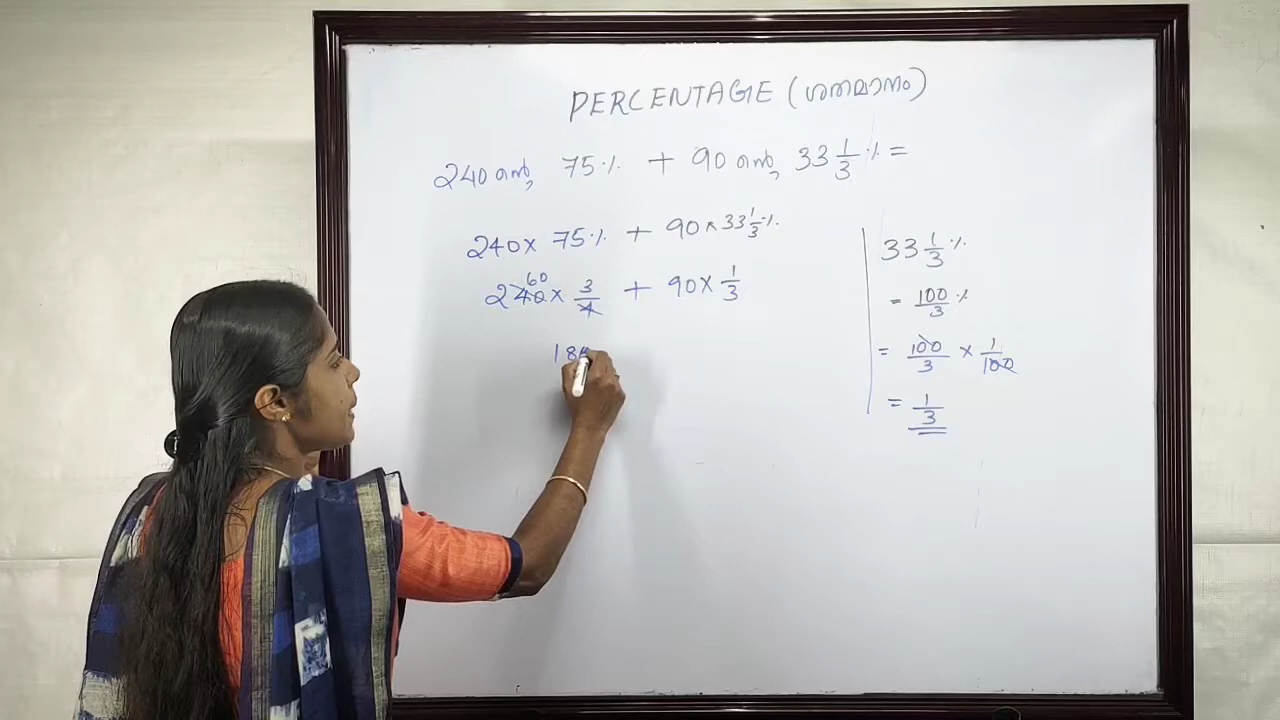 PERCENTAGE (ശതമാനം)
240 ന്റെ 75% + 90 ന്റെ 33 1/3 % =
240 x 75% + 90 x 33 1/3 %
60
240 x 3/4 + 90 x 1/3
18
33 1/3 %
= 100/3 %
= 100/3 x 1/100
= 1/3